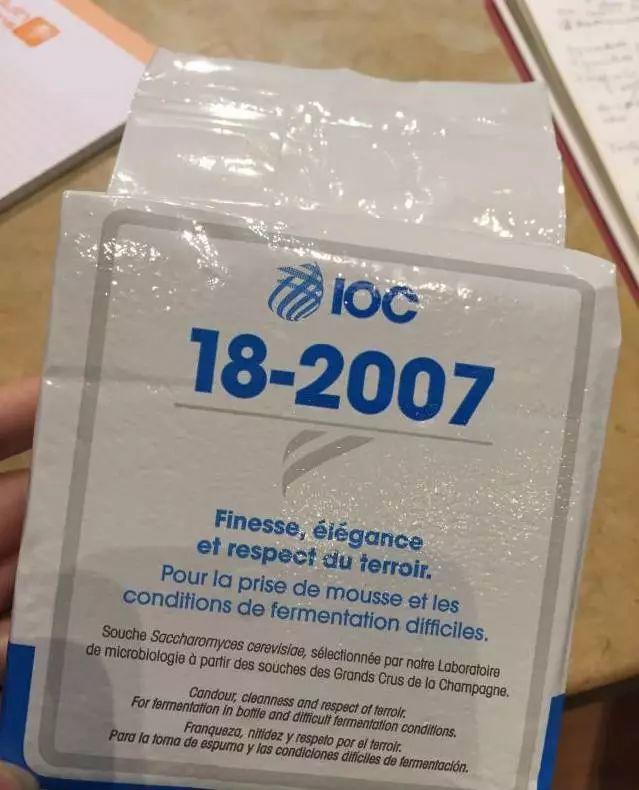 IOC
18-2007
Finesse, élégance
et respect du terroir.
Pour la prise de mousse et les
conditions de fermentation difficiles.
Souche Saccharomyces cerevisiae, sélectionnée par notre Laboratoire
de microbiologie à partir des souches des Grands Crus de la Champagne.
Candour, cleanness and respect of terroir.
For fermentation in bottle and difficult fermentation conditions.
Franqueza, nitidez y respeto por el terroir.
Para la toma de espuma y las condiciones difíciles de fermentación.